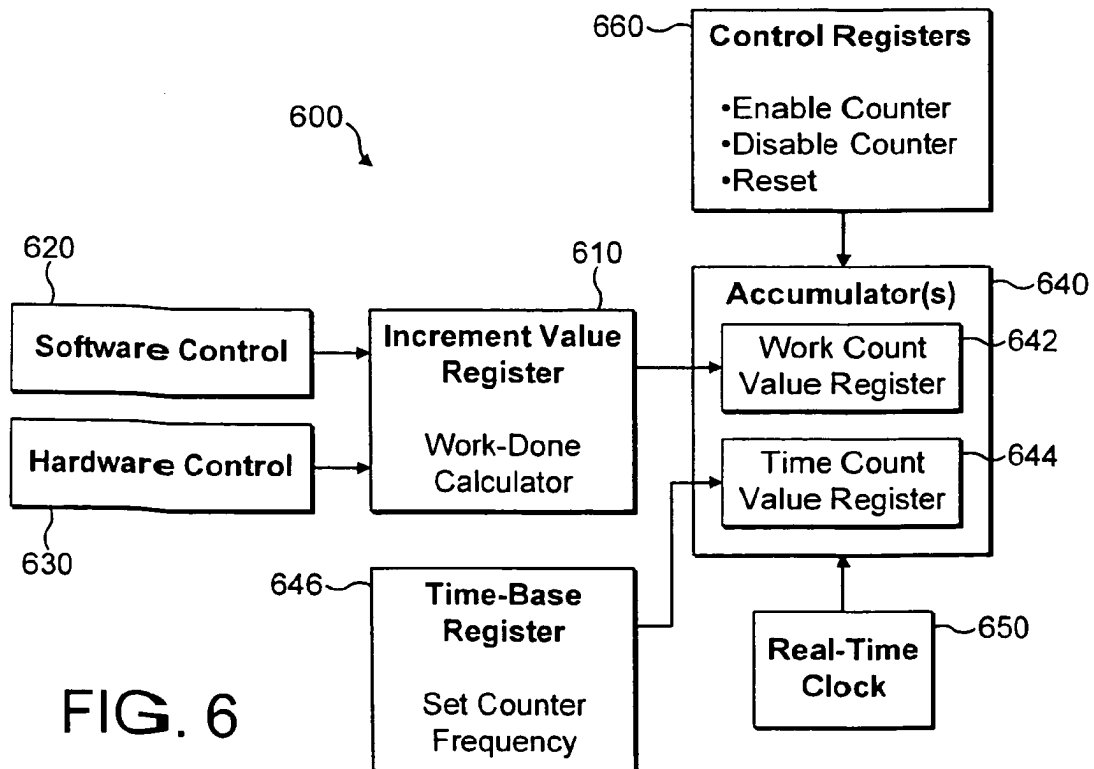 660
Control Registers
•Enable Counter
•Disable Counter
•Reset
600
620
Software Control
Hardware Control
630
610
Increment Value
Register
Work-Done
Calculator
640
Accumulator(s)
Work Count
Value Register
642
Time Count
Value Register
644
646
Time-Base
Register
Set Counter
Frequency
Real-Time
Clock
650
FIG. 6